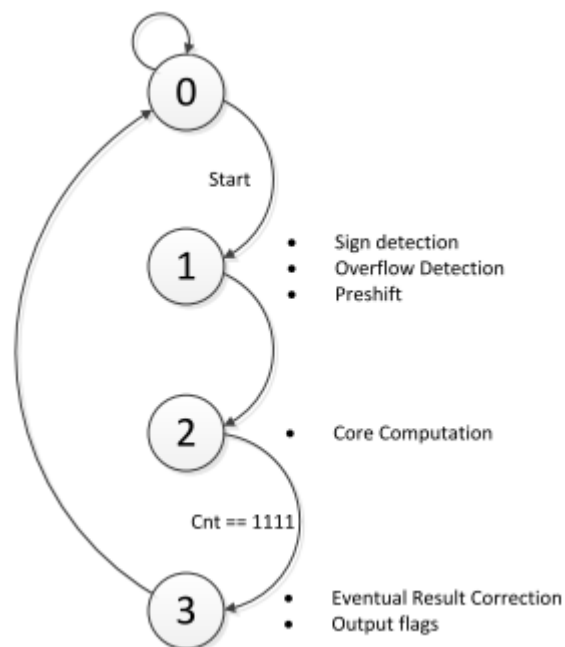 0
Start
1
• Sign detection
• Overflow Detection
• Preshift
2
• Core Computation
Cnt == 1111
3
• Eventual Result Correction
• Output flags